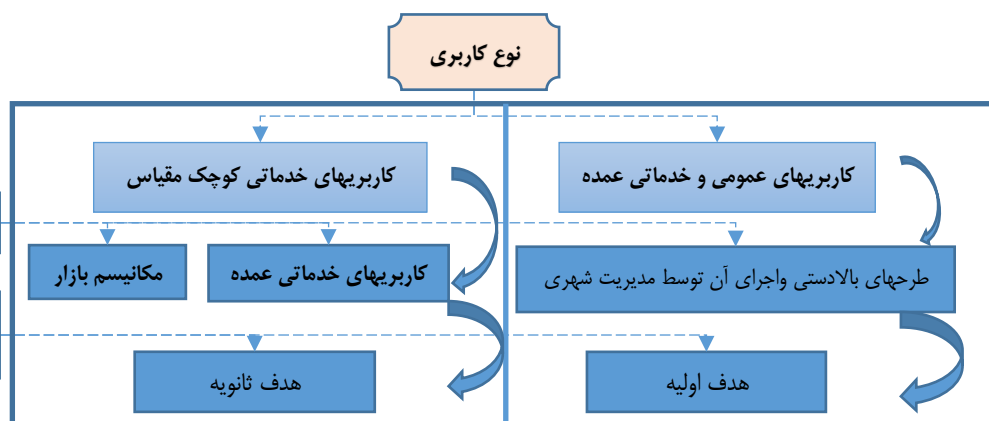 نوع کاربری
کاربریهای عمومی و خدماتی عمده
کاربریهای خدماتی کوچک مقیاس
طرحهای بالادستی واجرای آن توسط مدیریت شهری
کاربریهای خدماتی عمده
مکانیسم بازار
هدف اولیه
هدف ثانویه